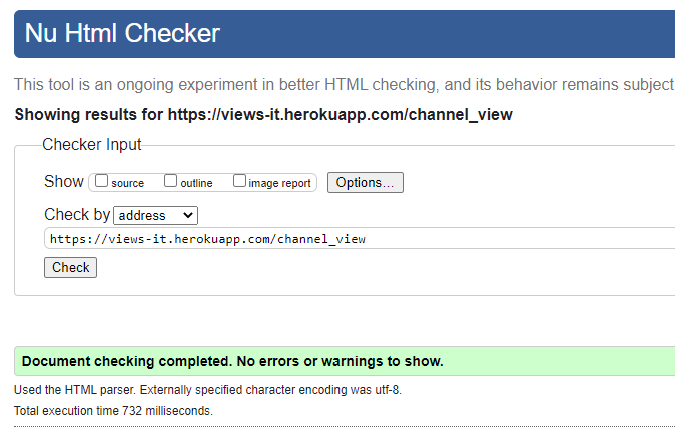 Nu Html Checker
This tool is an ongoing experiment in better HTML checking, and its behavior remains subject
Showing results for https://views-it.herokuapp.com/channel_view
Checker Input
Show source outline image report Options...
Check by address
https://views-it.herokuapp.com/channel_view
Check
Document checking completed. No errors or warnings to show.
Used the HTML parser. Externally specified character encoding was utf-8.
Total execution time 732 milliseconds.